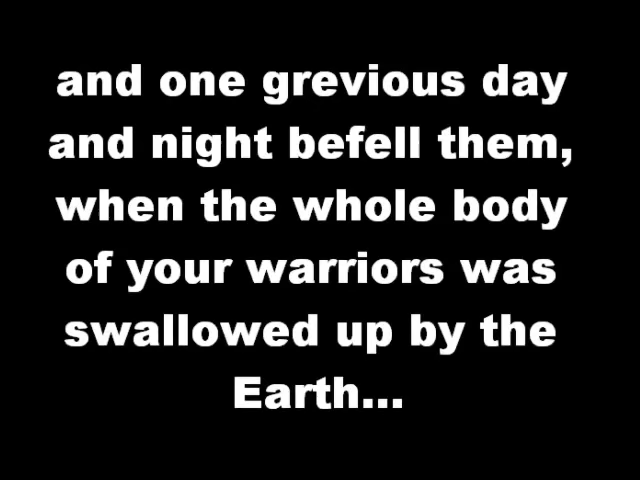 and one grevious day
and night befell them,
when the whole body
of your warriors was
swallowed up by the
Earth...